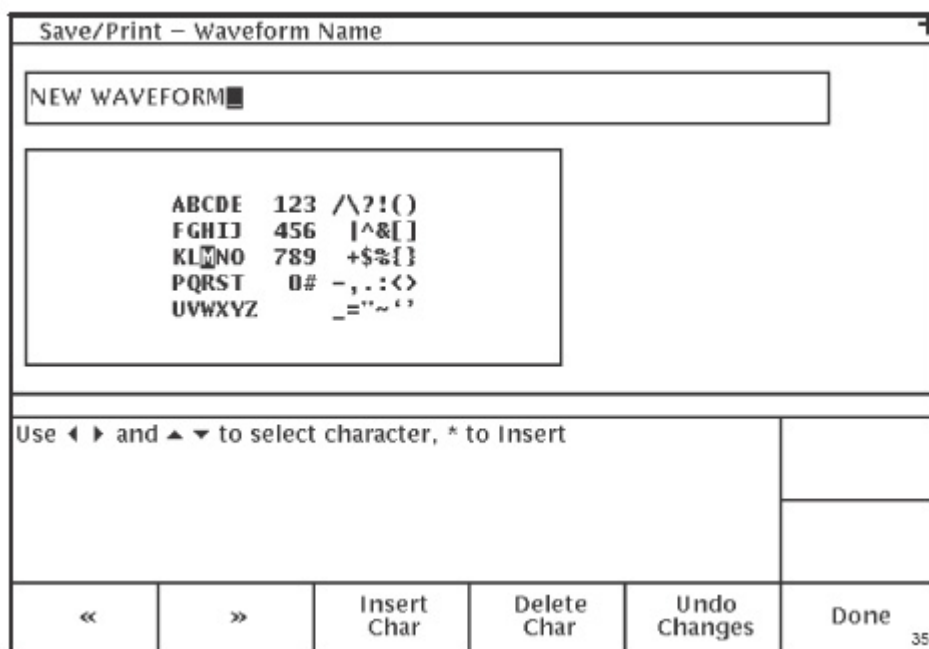 Save/Print – Waveform Name
NEW WAVEFORM
ABCDE 123 /\?!()
FGHIJ 456 |^&[]
KLMNO 789 +$%{}
PQRST 0# -,.:<>
UVWXYZ _="~‘’
Use ◂ ▸ and ▴ ▾ to select character, * to Insert
« » Insert Char Delete Char Undo Changes Done
35